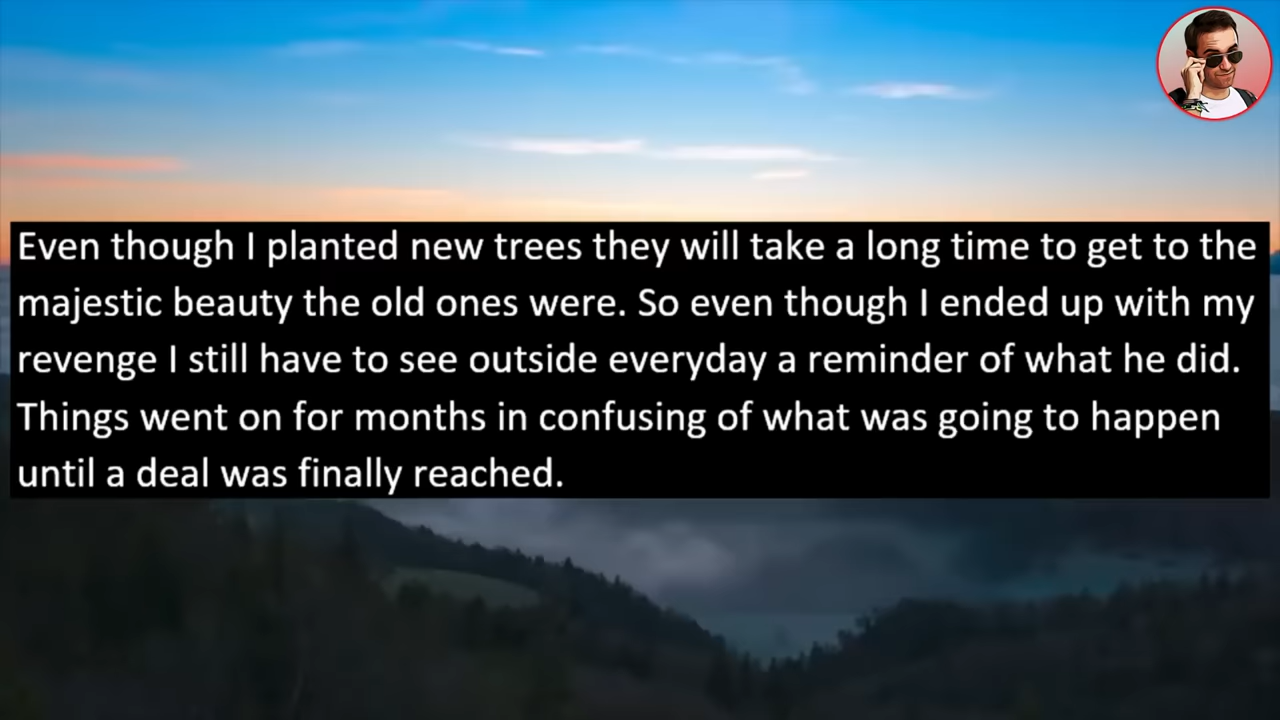 Even though I planted new trees they will take a long time to get to the
majestic beauty the old ones were. So even though I ended up with my
revenge I still have to see outside everyday a reminder of what he did.
Things went on for months in confusing of what was going to happen
until a deal was finally reached.